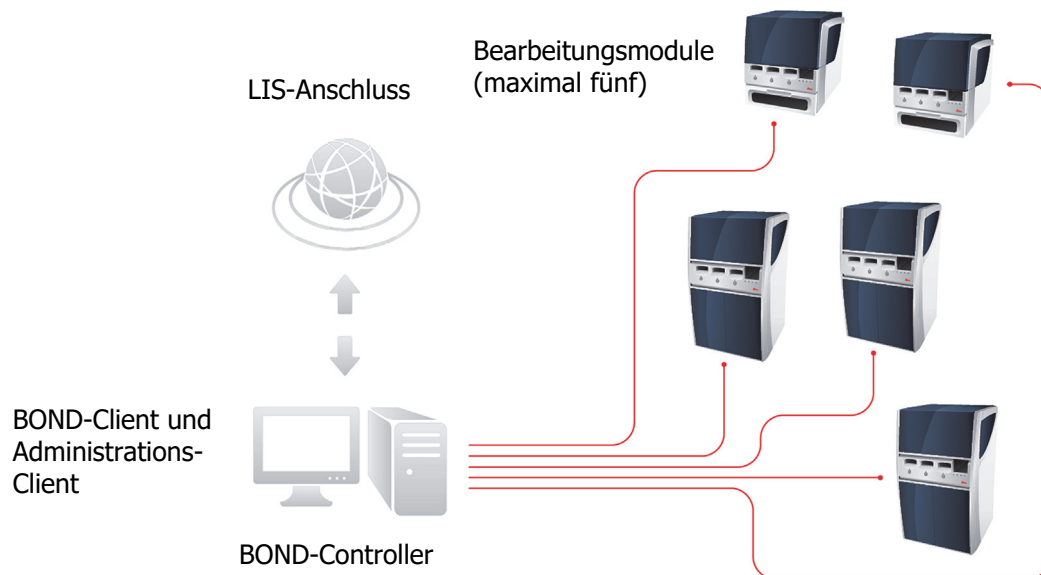 Bearbeitungsmodule
(maximal fünf)
LIS-Anschluss
BOND-Client und
Administrations-
Client
BOND-Controller